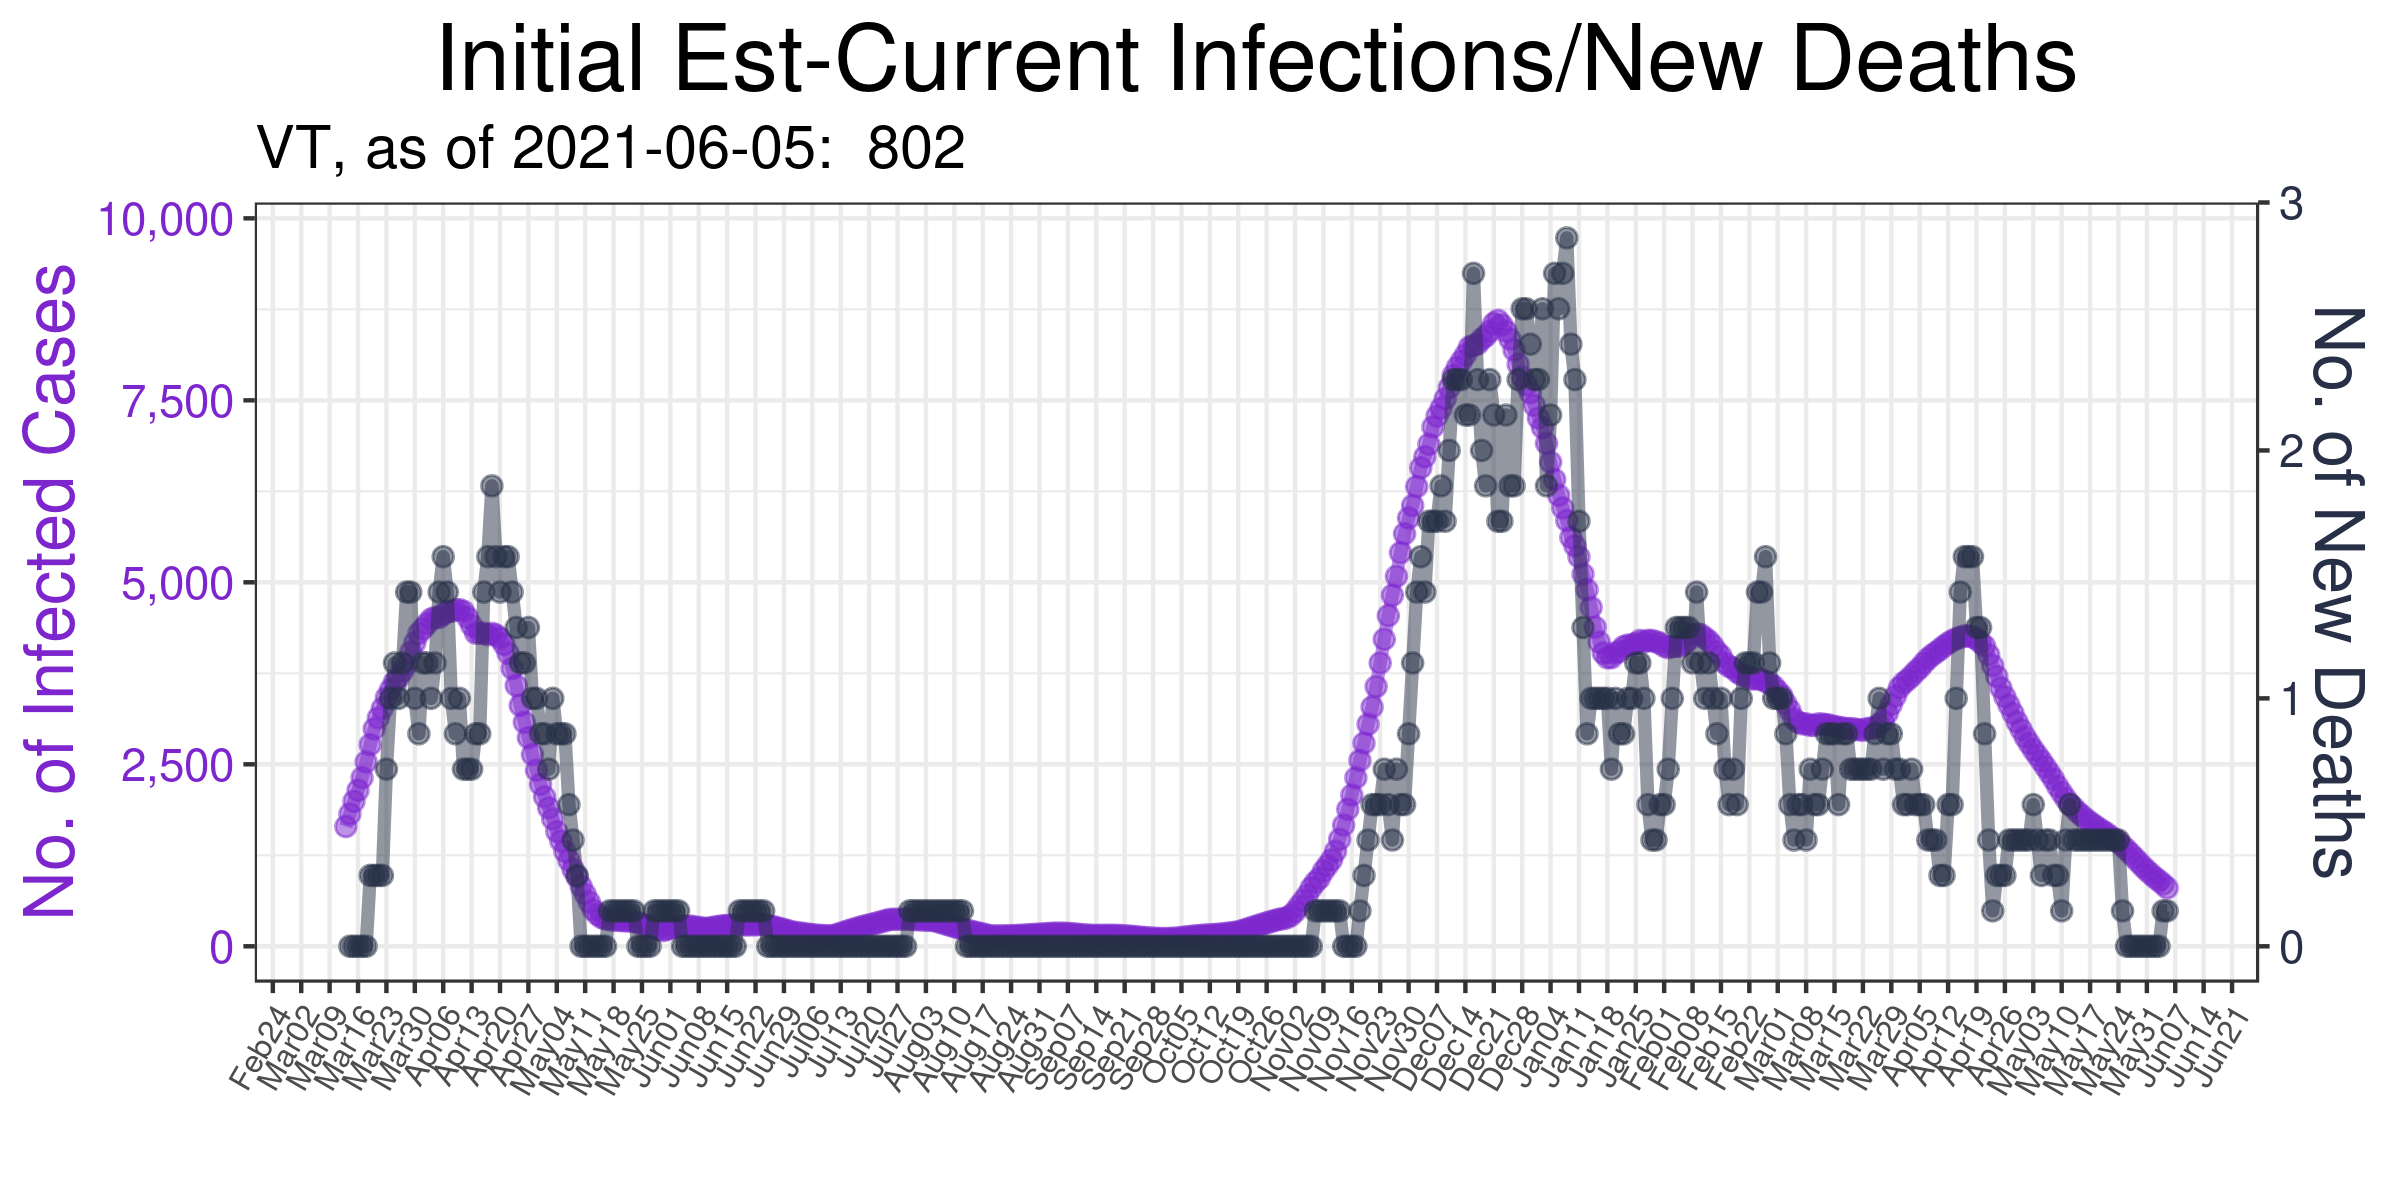 Initial Est-Current Infections/New Deaths
VT, as of 2021-06-05:  802
No. of Infected Cases
10,000
7,500
5,000
2,500
0
3
2
1
0
No. of New Deaths
Feb24
Mar02
Mar09
Mar16
Mar23
Mar30
Apr06
Apr13
Apr20
Apr27
May04
May11
May18
May25
Jun01
Jun08
Jun15
Jun22
Jun29
Jul06
Jul13
Jul20
Jul27
Aug03
Aug10
Aug17
Aug24
Aug31
Sep07
Sep14
Sep21
Sep28
Oct05
Oct12
Oct19
Oct26
Nov02
Nov09
Nov16
Nov23
Nov30
Dec07
Dec14
Dec21
Dec28
Jan04
Jan11
Jan18
Jan25
Feb01
Feb08
Feb15
Feb22
Mar01
Mar08
Mar15
Mar22
Mar29
Apr05
Apr12
Apr19
Apr26
May03
May10
May17
May24
May31
Jun07
Jun14
Jun21